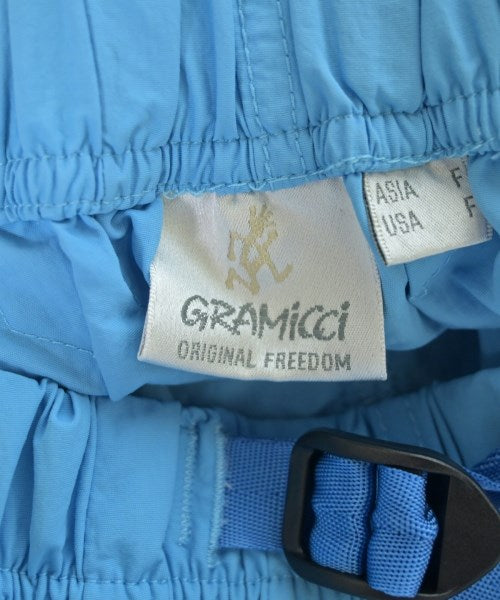 GRAMiCCi
ORIGINAL FREEDOM
ASIA F
USA F